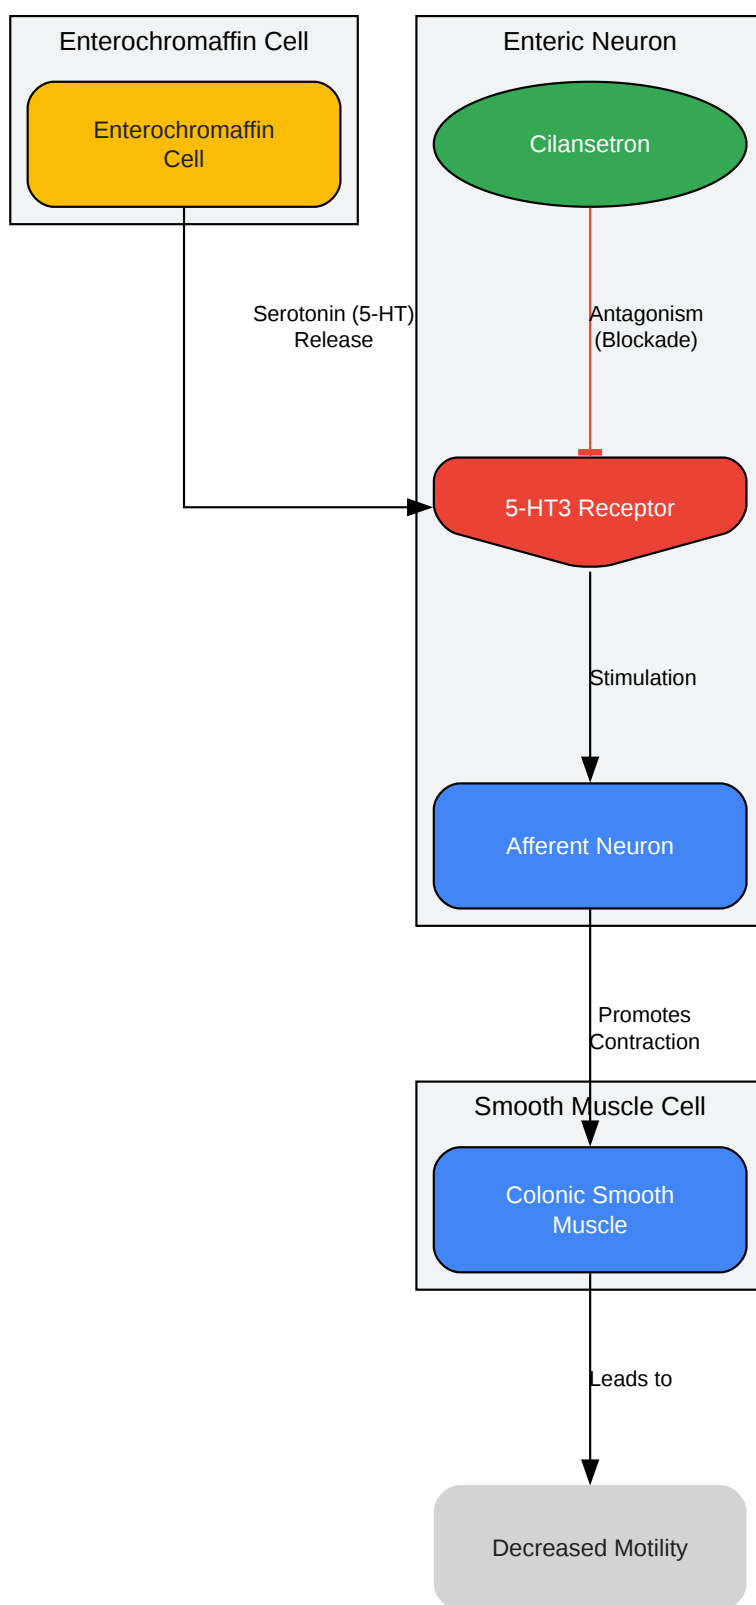 Enterochromaffin Cell
Enterochromaffin
Cell
Enteric Neuron
Cilansetron
Serotonin (5-HT)
Release
Antagonism
(Blockade)
5-HT3 Receptor
Stimulation
Afferent Neuron
Promotes
Contraction
Smooth Muscle Cell
Colonic Smooth
Muscle
Leads to
Decreased Motility